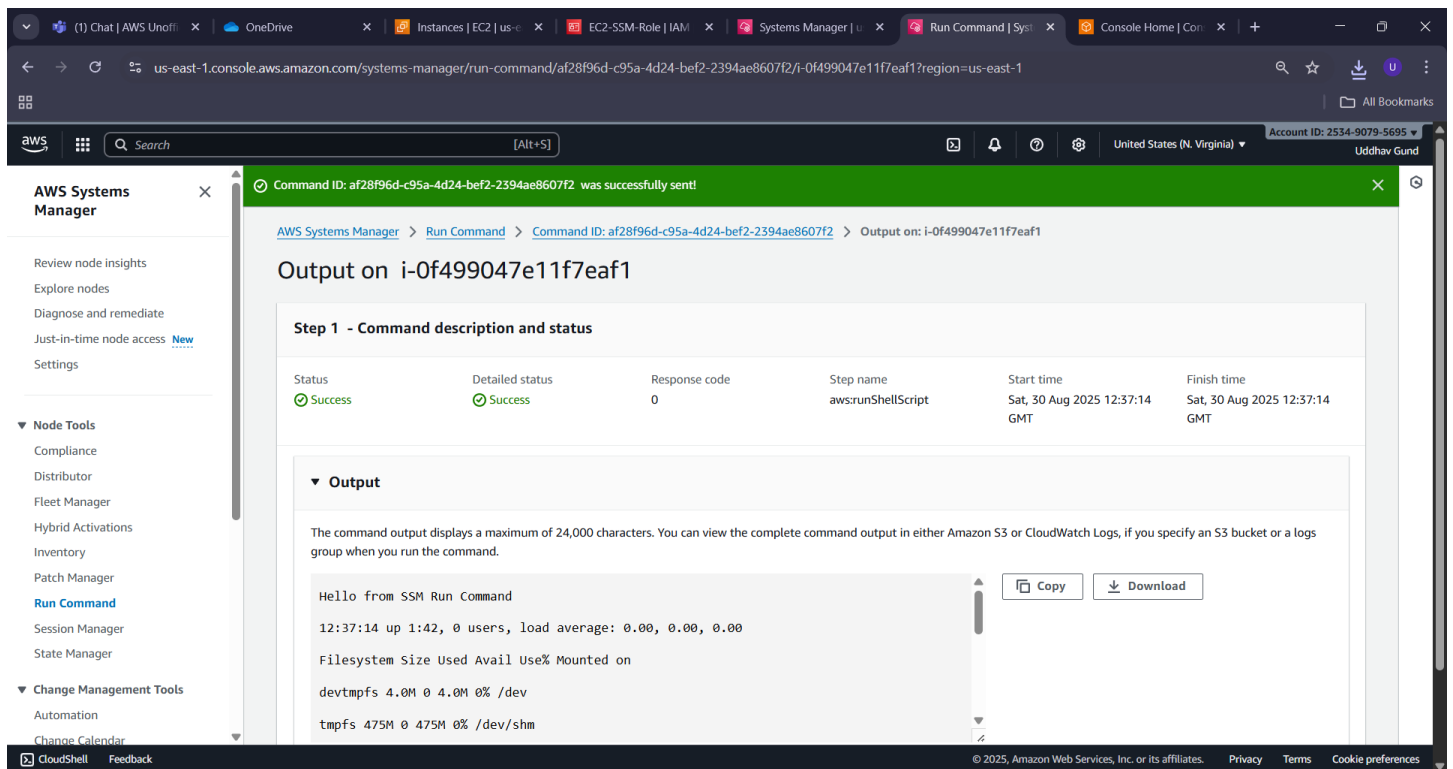 (1) Chat | AWS Unoffi
OneDrive
Instances | EC2 | us-e
EC2-SSM-Role | IAM
Systems Manager | u
Run Command | Syst
Console Home | Con
us-east-1.console.aws.amazon.com/systems-manager/run-command/af28f96d-c95a-4d24-bef2-2394ae8607f2/i-0f499047e11f7eaf1?region=us-east-1
U
All Bookmarks
aws
Search
[Alt+S]
United States (N. Virginia)
Account ID: 2534-9079-5695
Uddhav Gund
AWS Systems
Manager
Review node insights
Explore nodes
Diagnose and remediate
Just-in-time node access New
Settings
Node Tools
Compliance
Distributor
Fleet Manager
Hybrid Activations
Inventory
Patch Manager
Run Command
Session Manager
State Manager
Change Management Tools
Automation
Change Calendar
Command ID: af28f96d-c95a-4d24-bef2-2394ae8607f2 was successfully sent!
AWS Systems Manager > Run Command > Command ID: af28f96d-c95a-4d24-bef2-2394ae8607f2 > Output on: i-0f499047e11f7eaf1
Output on i-0f499047e11f7eaf1
Step 1 - Command description and status
Status
Success
Detailed status
Success
Response code
0
Step name
aws:runShellScript
Start time
Sat, 30 Aug 2025 12:37:14
GMT
Finish time
Sat, 30 Aug 2025 12:37:14
GMT
Output
The command output displays a maximum of 24,000 characters. You can view the complete command output in either Amazon S3 or CloudWatch Logs, if you specify an S3 bucket or a logs
group when you run the command.
Hello from SSM Run Command
12:37:14 up 1:42, 0 users, load average: 0.00, 0.00, 0.00
Filesystem Size Used Avail Use% Mounted on
devtmpfs 4.0M 0 4.0M 0% /dev
tmpfs 475M 0 475M 0% /dev/shm
Copy
Download
CloudShell
Feedback
© 2025, Amazon Web Services, Inc. or its affiliates.
Privacy
Terms
Cookie preferences